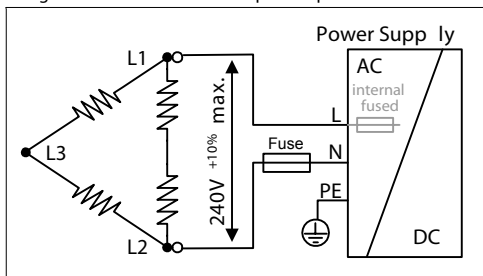 Power Supp ly
L1
AC
internal
fused
L
240V +10% max.
Fuse
N
L3
PE
L2
DC